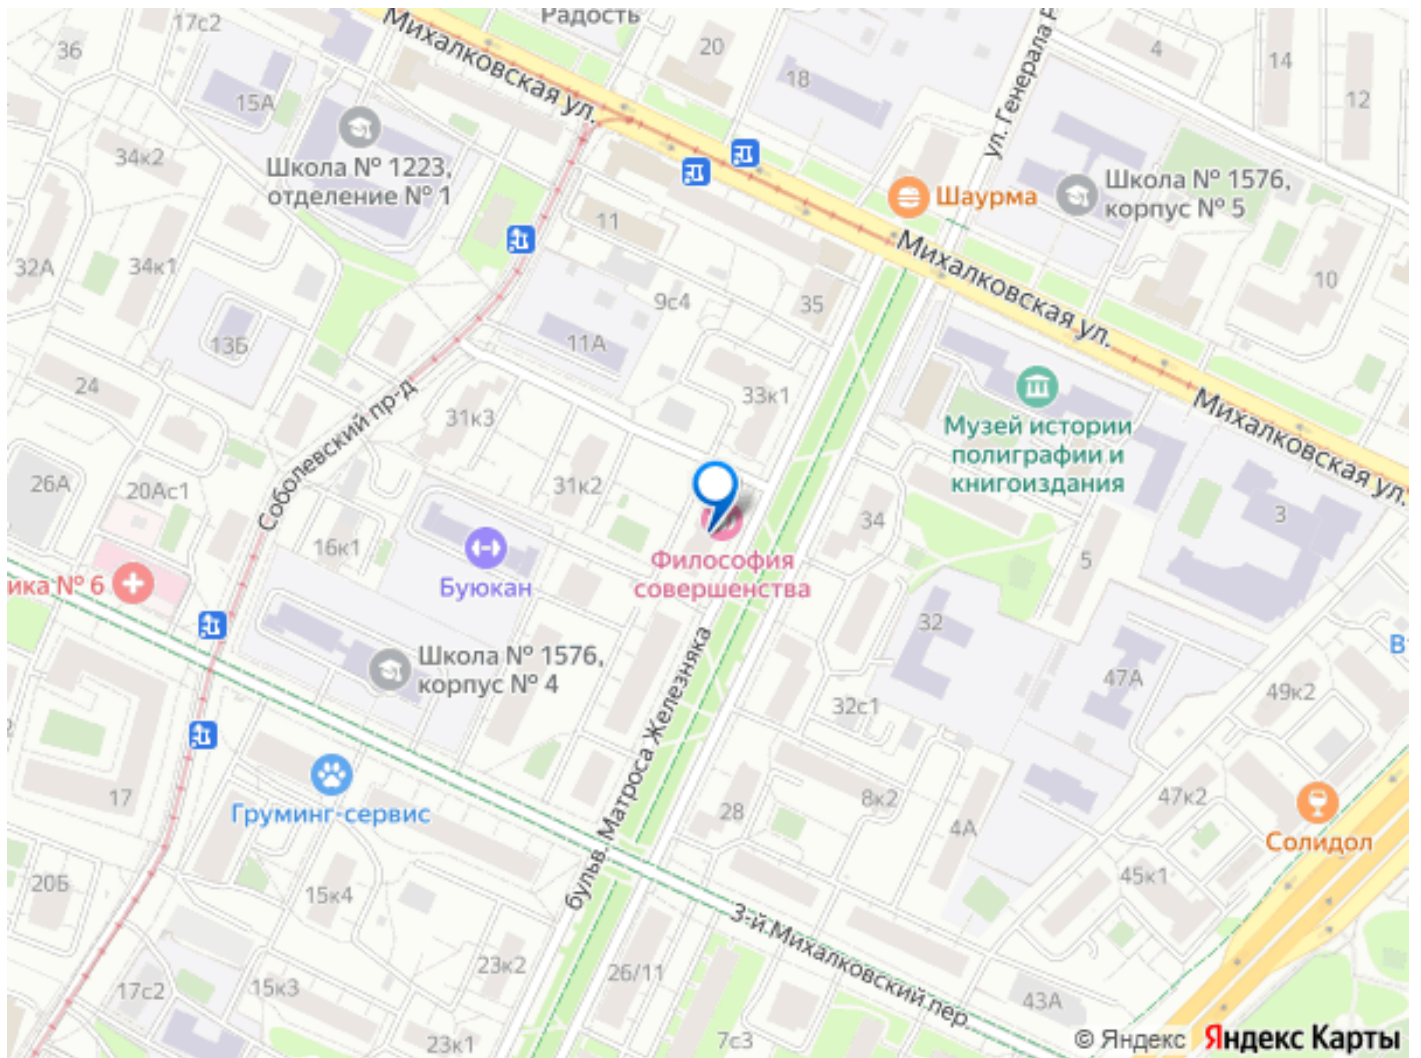 Радость
17с2
Михалковская ул.
36
20
18
4
14
12
15А
34к2
Школа № 1223,
отделение № 1
ул. Генерала
Шаурма
Школа № 1576,
корпус № 5
11
32А
34к1
9с4
35
Михалковская ул.
10
13Б
11А
24
33к1
31к3
Соболевский пр-д
Михалковская ул.
Музей истории
полиграфии и
книгоиздания
26А
20Ас1
31к2
34
3
16к1
Буюкан
Философия
совершенства
5
ика № 6
32
Школа № 1576,
корпус № 4
бульв. Матроса Железняка
32с1
47А
49к2
Вт
17
Груминг-сервис
28
8к2
4А
47к2
Солидол
20Б
15к4
45к1
3-й Михалковский пер.
23к2
26/11
17с2
15к3
43А
23к1
7с3
© Яндекс Яндекс Карты